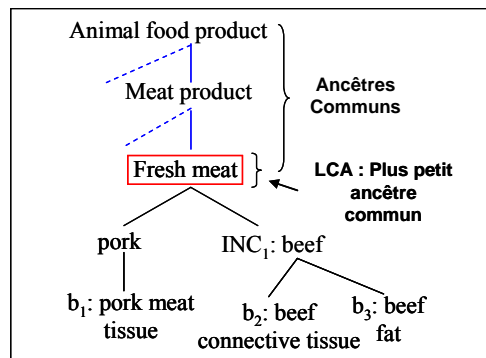 Animal food product
Meat product
Ancêtres
Communs
Fresh meat
LCA : Plus petit
ancêtre
commun
pork
INC1: beef
b1: pork meat
tissue
b2: beef
connective tissue
b3: beef
fat